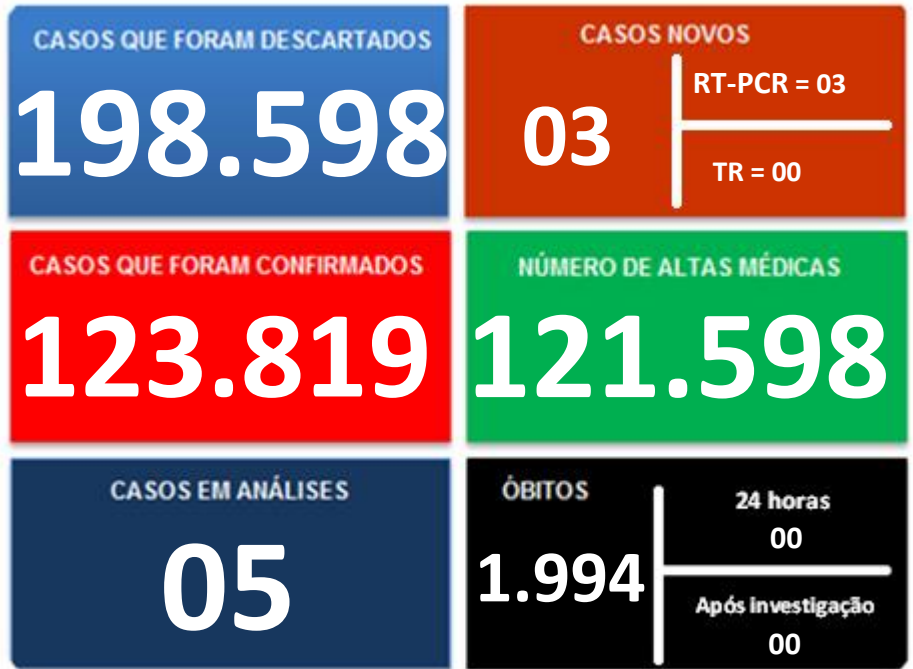 CASOS QUE FORAM DESCARTADOS
198.598
CASOS NOVOS
03
RT-PCR = 03
TR = 00
CASOS QUE FORAM CONFIRMADOS
123.819
NÚMERO DE ALTAS MÉDICAS
121.598
CASOS EM ANÁLISES
05
ÓBITOS
1.994
24 horas
00
Após investigação
00